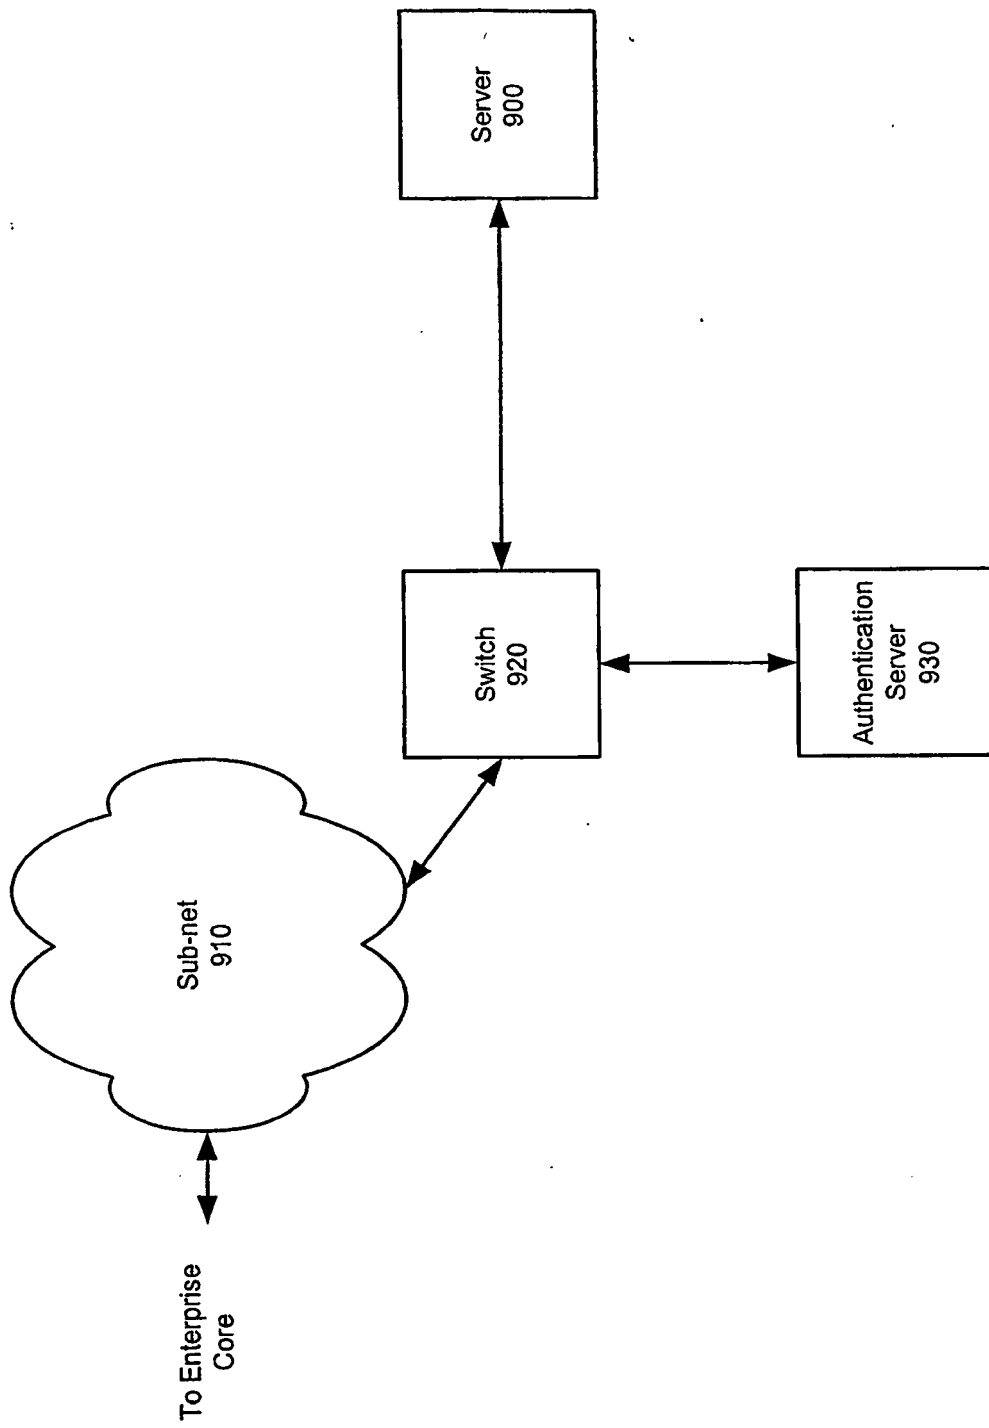 To Enterprise
Core
Sub-net
910
Switch
920
Server
900
Authentication
Server
930